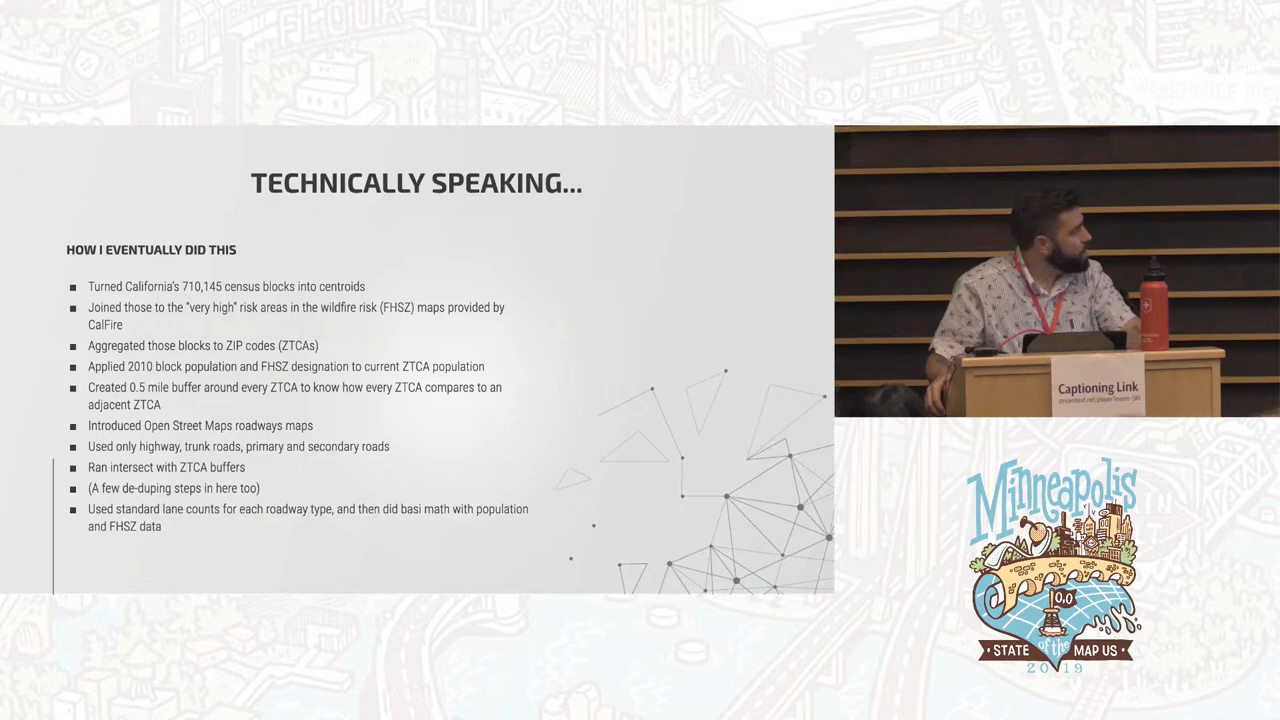 FLOUR
CITY
HENNEPIN
TECHNICALLY SPEAKING...
HOW I EVENTUALLY DID THIS
■ Turned California's 710,145 census blocks into centroids
■ Joined those to the "very high" risk areas in the wildfire risk (FHSZ) maps provided by
CalFire
■ Aggregated those blocks to ZIP codes (ZTCAs)
■ Applied 2010 block population and FHSZ designation to current ZTCA population
■ Created 0.5 mile buffer around every ZTCA to know how every ZTCA compares to an
adjacent ZTCA
■ Introduced Open Street Maps roadways maps
■ Used only highway, trunk roads, primary and secondary roads
■ Ran intersect with ZTCA buffers
■ (A few de-duping steps in here too)
■ Used standard lane counts for each roadway type, and then did basi math with population
and FHSZ data
Captioning Link
Minneapolis
0,0
• STATE of the MAP US •
2019